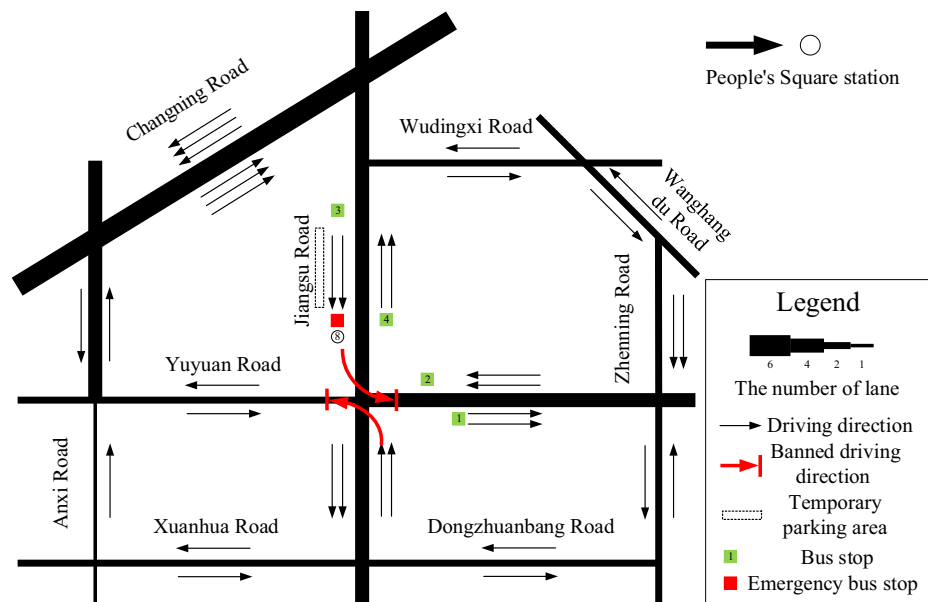 People's Square station
Changning Road
Wudingxi Road
Wanghang
du Road
3
Jiangsu Road
4
8
Zhenning Road
Yuyuan Road
2
1
Anxi Road
Xuanhua Road
Dongzhuanbang Road
Legend
6 4 2 1
The number of lane
Driving direction
Banned driving
direction
Temporary
parking area
1 Bus stop
Emergency bus stop